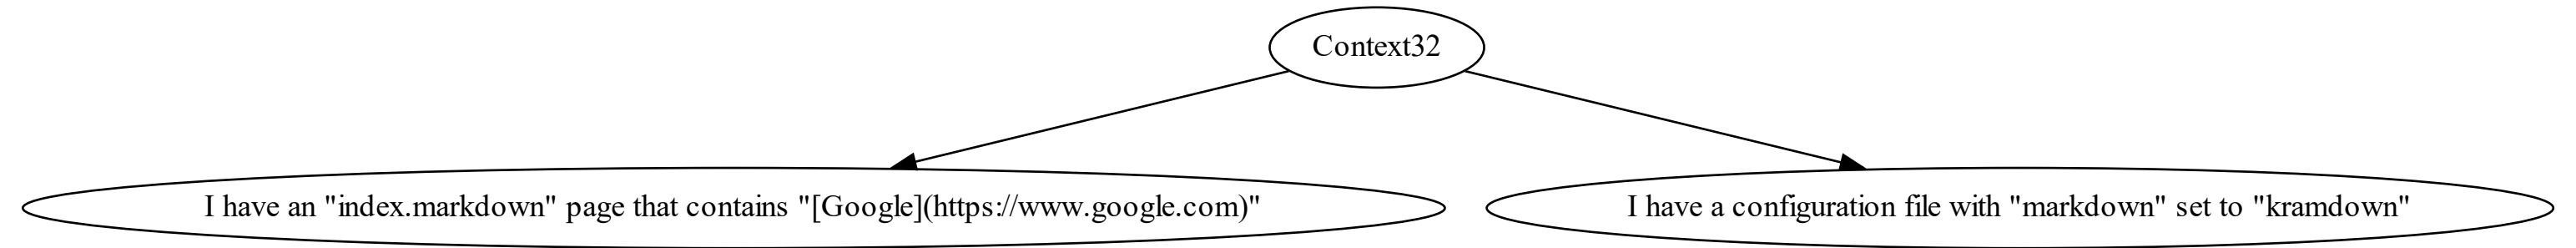 Context32
I have an "index.markdown" page that contains "[Google](https://www.google.com)"
I have a configuration file with "markdown" set to "kramdown"